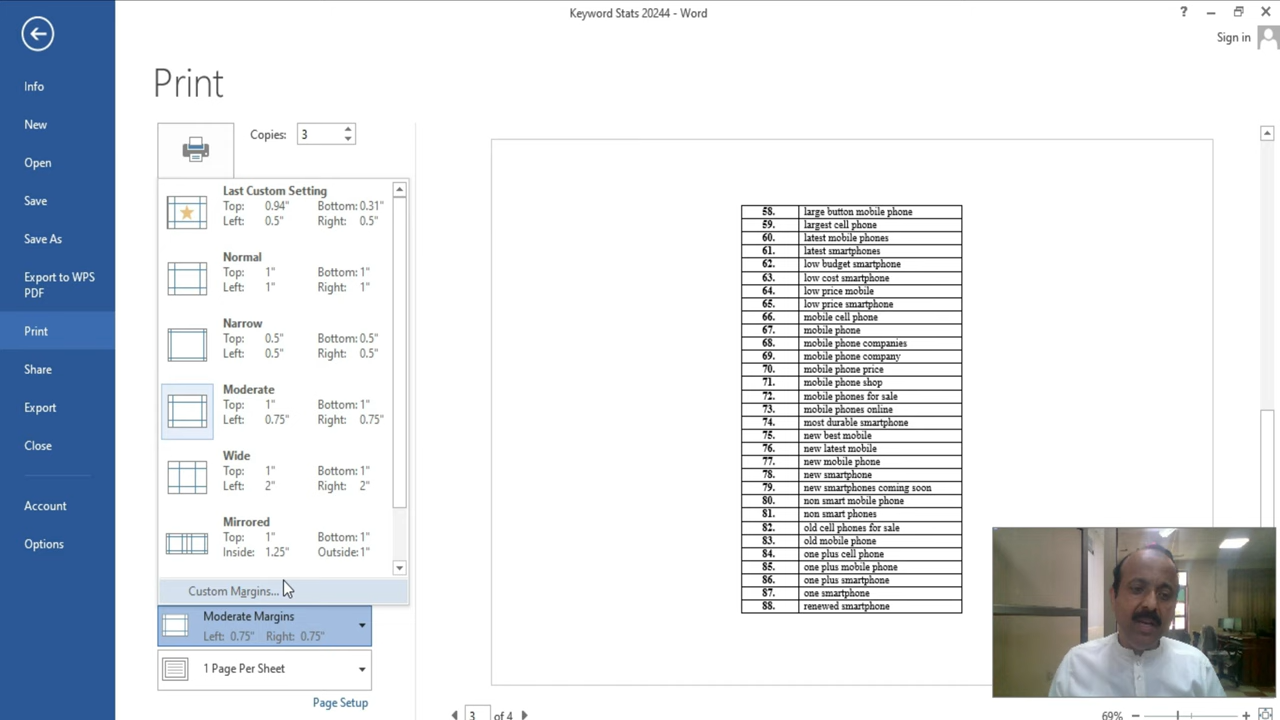 Keyword Stats 20244 - Word
?
Sign in
Info
New
Open
Save
Save As
Export to WPS
PDF
Print
Share
Export
Close
Account
Options
Print
Copies: 3
Last Custom Setting
Top: 0.94" Bottom: 0.31"
Left: 0.5" Right: 0.5"
Normal
Top: 1" Bottom: 1"
Left: 1" Right: 1"
Narrow
Top: 0.5" Bottom: 0.5"
Left: 0.5" Right: 0.5"
Moderate
Top: 1" Bottom: 1"
Left: 0.75" Right: 0.75"
Wide
Top: 1" Bottom: 1"
Left: 2" Right: 2"
Mirrored
Top: 1" Bottom: 1"
Inside: 1.25" Outside: 1"
Custom Margins...
Moderate Margins
Left: 0.75" Right: 0.75"
1 Page Per Sheet
Page Setup
58. large button mobile phone
59. largest cell phone
60. latest mobile phones
61. latest smartphones
62. low budget smartphone
63. low cost smartphone
64. low price mobile
65. low price smartphone
66. mobile cell phone
67. mobile phone
68. mobile phone companies
69. mobile phone company
70. mobile phone price
71. mobile phone shop
72. mobile phones for sale
73. mobile phones online
74. most durable smartphone
75. new best mobile
76. new latest mobile
77. new mobile phone
78. new smartphone
79. new smartphones coming soon
80. non smart mobile phone
81. non smart phones
82. old cell phones for sale
83. old mobile phone
84. one plus cell phone
85. one plus mobile phone
86. one plus smartphone
87. one smartphone
88. renewed smartphone
3 of 4
69%